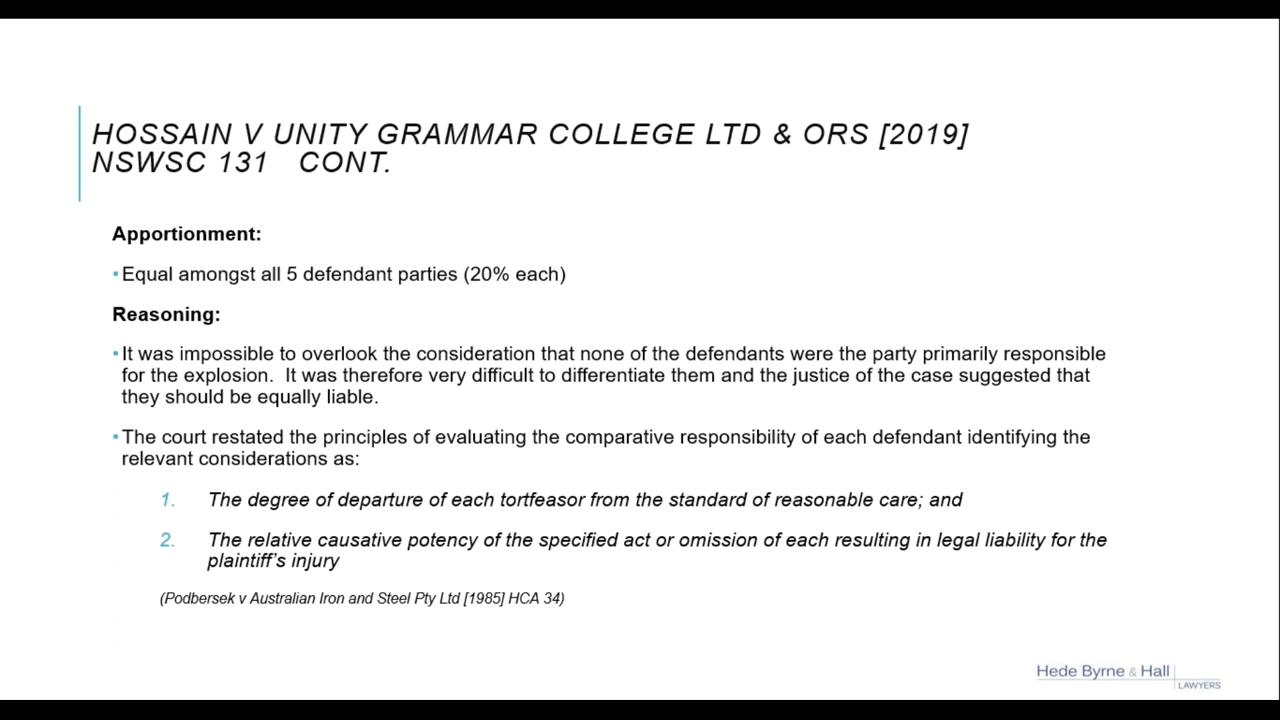 HOSSAIN V UNITY GRAMMAR COLLEGE LTD & ORS [2019]
NSWSC 131 CONT.
Apportionment:
▪Equal amongst all 5 defendant parties (20% each)
Reasoning:
▪It was impossible to overlook the consideration that none of the defendants were the party primarily responsible
for the explosion. It was therefore very difficult to differentiate them and the justice of the case suggested that
they should be equally liable.
▪The court restated the principles of evaluating the comparative responsibility of each defendant identifying the
relevant considerations as:
1. The degree of departure of each tortfeasor from the standard of reasonable care; and
2. The relative causative potency of the specified act or omission of each resulting in legal liability for the
plaintiff's injury
(Podbersek v Australian Iron and Steel Pty Ltd [1985] HCA 34)
Hede Byrne & Hall
LAWYERS